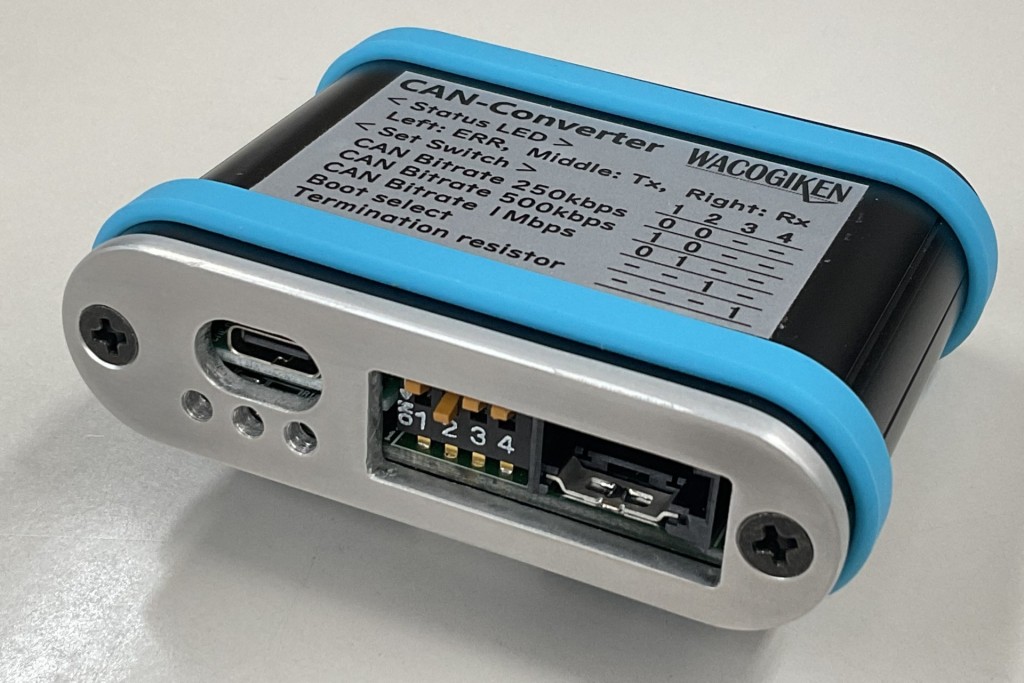 CAN-Converter
WACOGIKEN
< Status LED >
Left: ERR, Middle: Tx, Right: Rx
< Set Switch > 1 2 3 4
CAN Bitrate 250kbps 0 0 - -
CAN Bitrate 500kbps 1 0 - -
CAN Bitrate 1Mbps 0 1 - -
Boot select - - 1 -
Termination resistor - - - 1
ON
1 2 3 4